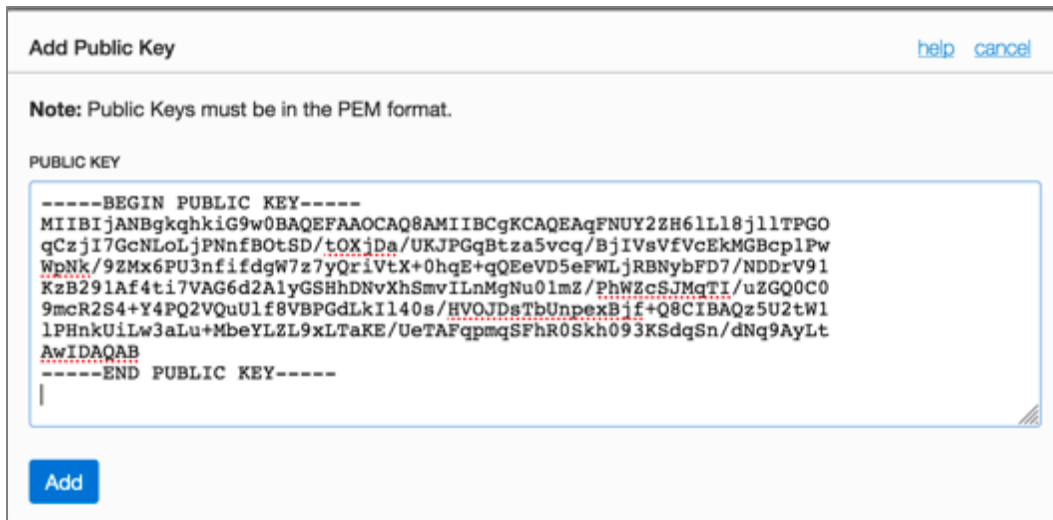 Add Public Key help cancel
Note: Public Keys must be in the PEM format.
PUBLIC KEY
-----BEGIN PUBLIC KEY-----
MIIBIjANBgkqhkiG9w0BAQEFAAOCAQ8AMIIBCgKCAQEAqFNUY2ZH6lLl8jllTPGO
qCzjI7GcNLoLjPNnfBOtSD/tOXjDa/UKJPGqBtza5vcq/BjIVsVfVcEkMGBcplPw
WpNk/9ZMx6PU3nfifdgW7z7yQriVtX+0hqE+qQEeVD5eFWLjRBNybFD7/NDDrV91
KzB291Af4ti7VAG6d2AlyGSHhDNvXhSmvILnMgNu01mZ/PhWZcSJMqTI/uZGQ0C0
9mcR2S4+Y4PQ2VQuUlf8VBPGdLkIl40s/HVOJDsTbUnpexBjf+Q8CIBAQz5U2tWl
lPHnkUiLw3aLu+MbeYLZL9xLTaKE/UeTAFqpmqSFhR0Skh093KSdqSn/dNq9AyLt
AwIDAQAB
-----END PUBLIC KEY-----
Add